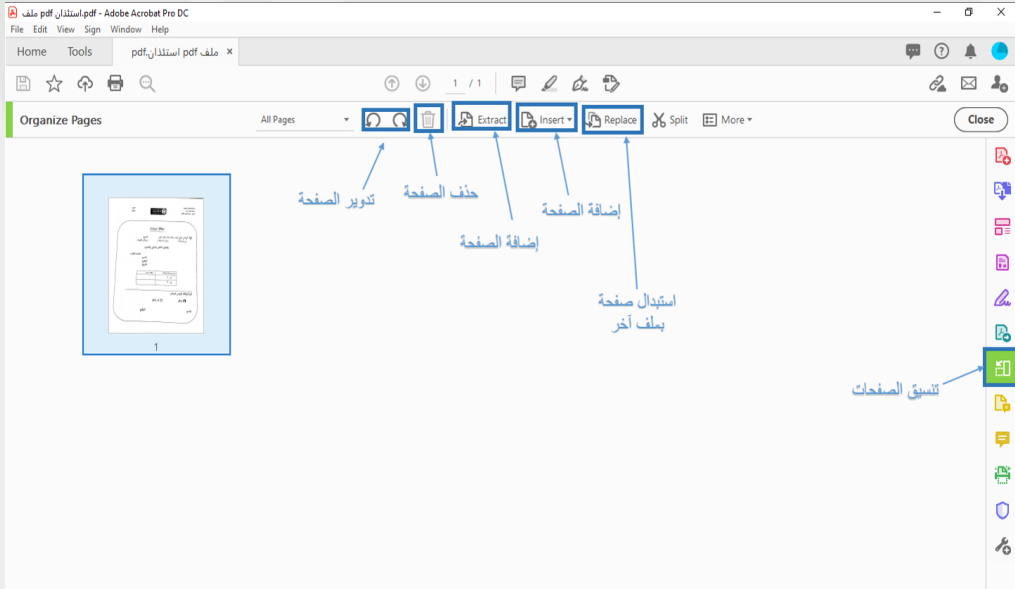 استئذان pdf ملف.pdf - Adobe Acrobat Pro DC
File Edit View Sign Window Help
Home Tools ملف pdf استئذان.pdf ×
1 / 1
Organize Pages All Pages Extract Insert Replace Split More Close
تدوير الصفحة
حذف الصفحة
إضافة الصفحة
إضافة الصفحة
استبدال صفحة
بملف آخر
تنسيق الصفحات
1